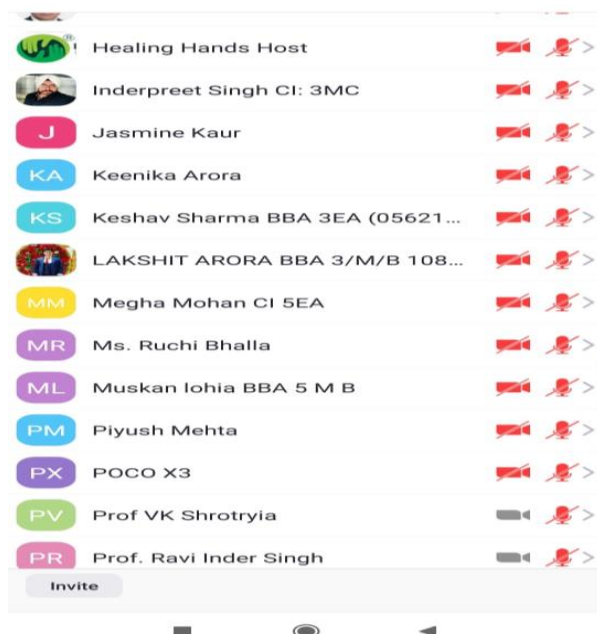 Healing Hands Host
Inderpreet Singh CI: 3MC
J Jasmine Kaur
KA Keenika Arora
KS Keshav Sharma BBA 3EA (05621...
LAKSHIT ARORA BBA 3/M/B 108...
MM Megha Mohan CI 5EA
MR Ms. Ruchi Bhalla
ML Muskan lohia BBA 5 M B
PM Piyush Mehta
PX POCO X3
PV Prof VK Shrotryia
PR Prof. Ravi Inder Singh
Invite